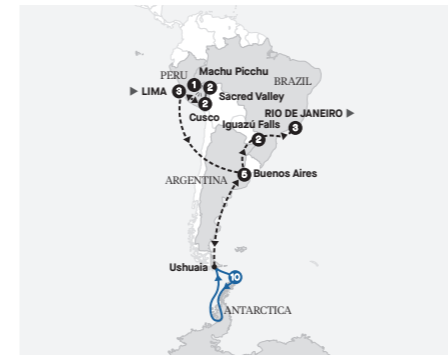 Machu Picchu
PERU
1
2
BRAZIL
▶ LIMA
3
Sacred Valley
2
Cusco
RIO DE JANEIRO ▶
Iguazú Falls
3
2
ARGENTINA
5
Buenos Aires
Ushuaia
10
ANTARCTICA